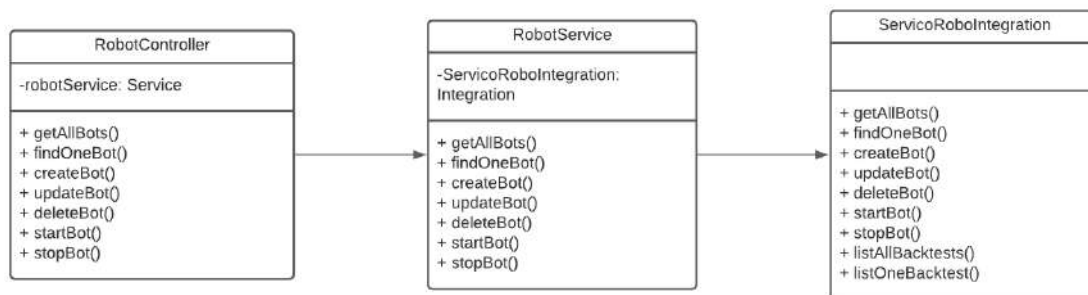 RobotController
-robotService: Service
+ getAllBots()
+ findOneBot()
+ createBot()
+ updateBot()
+ deleteBot()
+ startBot()
+ stopBot()
RobotService
-ServicoRoboIntegration:
Integration
+ getAllBots()
+ findOneBot()
+ createBot()
+ updateBot()
+ deleteBot()
+ startBot()
+ stopBot()
ServicoRoboIntegration
+ getAllBots()
+ findOneBot()
+ createBot()
+ updateBot()
+ deleteBot()
+ startBot()
+ stopBot()
+ listAllBacktests()
+ listOneBacktest()